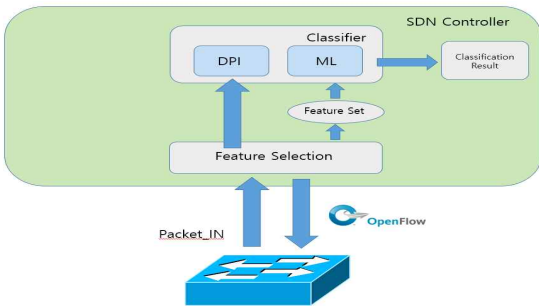 SDN Controller
Classifier
DPI
ML
Classification
Result
Feature Set
Feature Selection
OpenFlow
Packet_IN